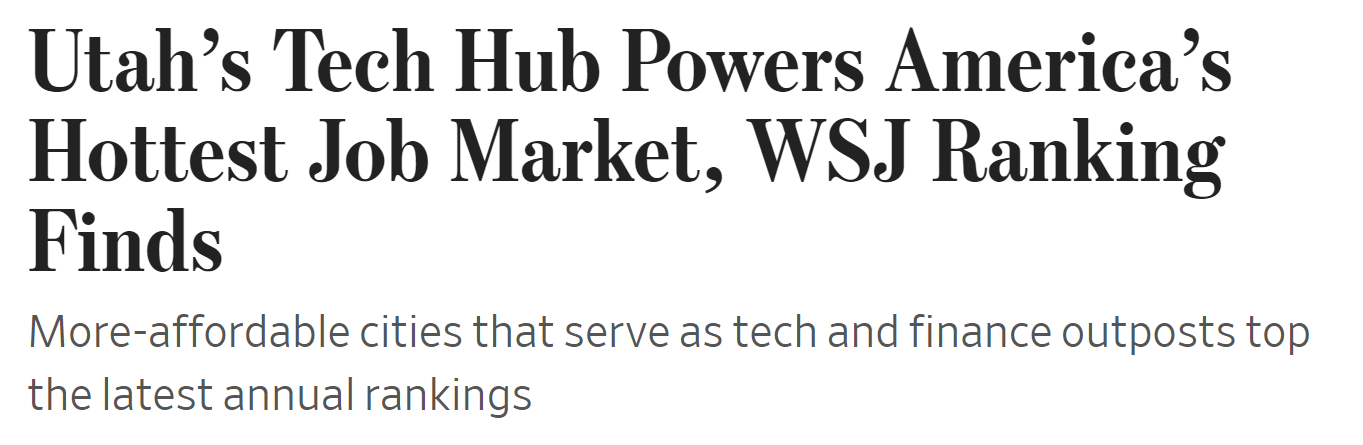 Utah’s Tech Hub Powers America’s
Hottest Job Market, WSJ Ranking
Finds
More-affordable cities that serve as tech and finance outposts top
the latest annual rankings